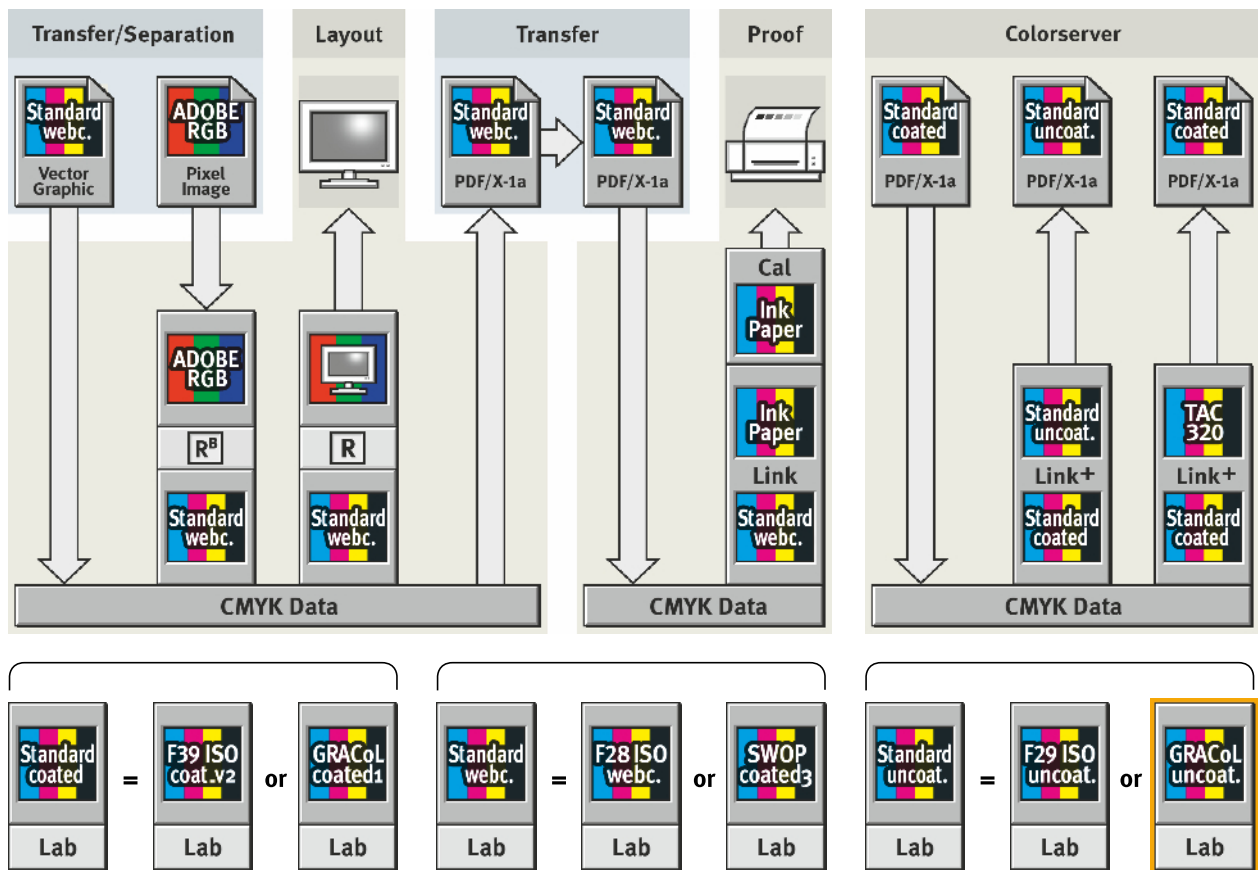 Transfer/Separation
Layout
Transfer
Proof
Colorserver
Standard
webc.
Vector
Graphic
ADOBE
RGB
Pixel
Image
Standard
webc.
PDF/X-1a
Standard
webc.
PDF/X-1a
Standard
coated
PDF/X-1a
Standard
uncoat.
PDF/X-1a
Standard
coated
PDF/X-1a
ADOBE
RGB
RB
Standard
webc.
R
Standard
webc.
Cal
Ink
Paper
Ink
Paper
Link
Standard
webc.
Standard
uncoat.
Link+
Standard
coated
TAC
320
Link+
Standard
coated
CMYK Data
CMYK Data
CMYK Data
Standard
coated
Lab
=
F39 ISO
coat.v2
Lab
or
GRACoL
coated1
Lab
Standard
webc.
Lab
=
F28 ISO
webc.
Lab
or
SWOP
coated3
Lab
Standard
uncoat.
Lab
=
F29 ISO
uncoat.
Lab
or
GRACoL
uncoat.
Lab